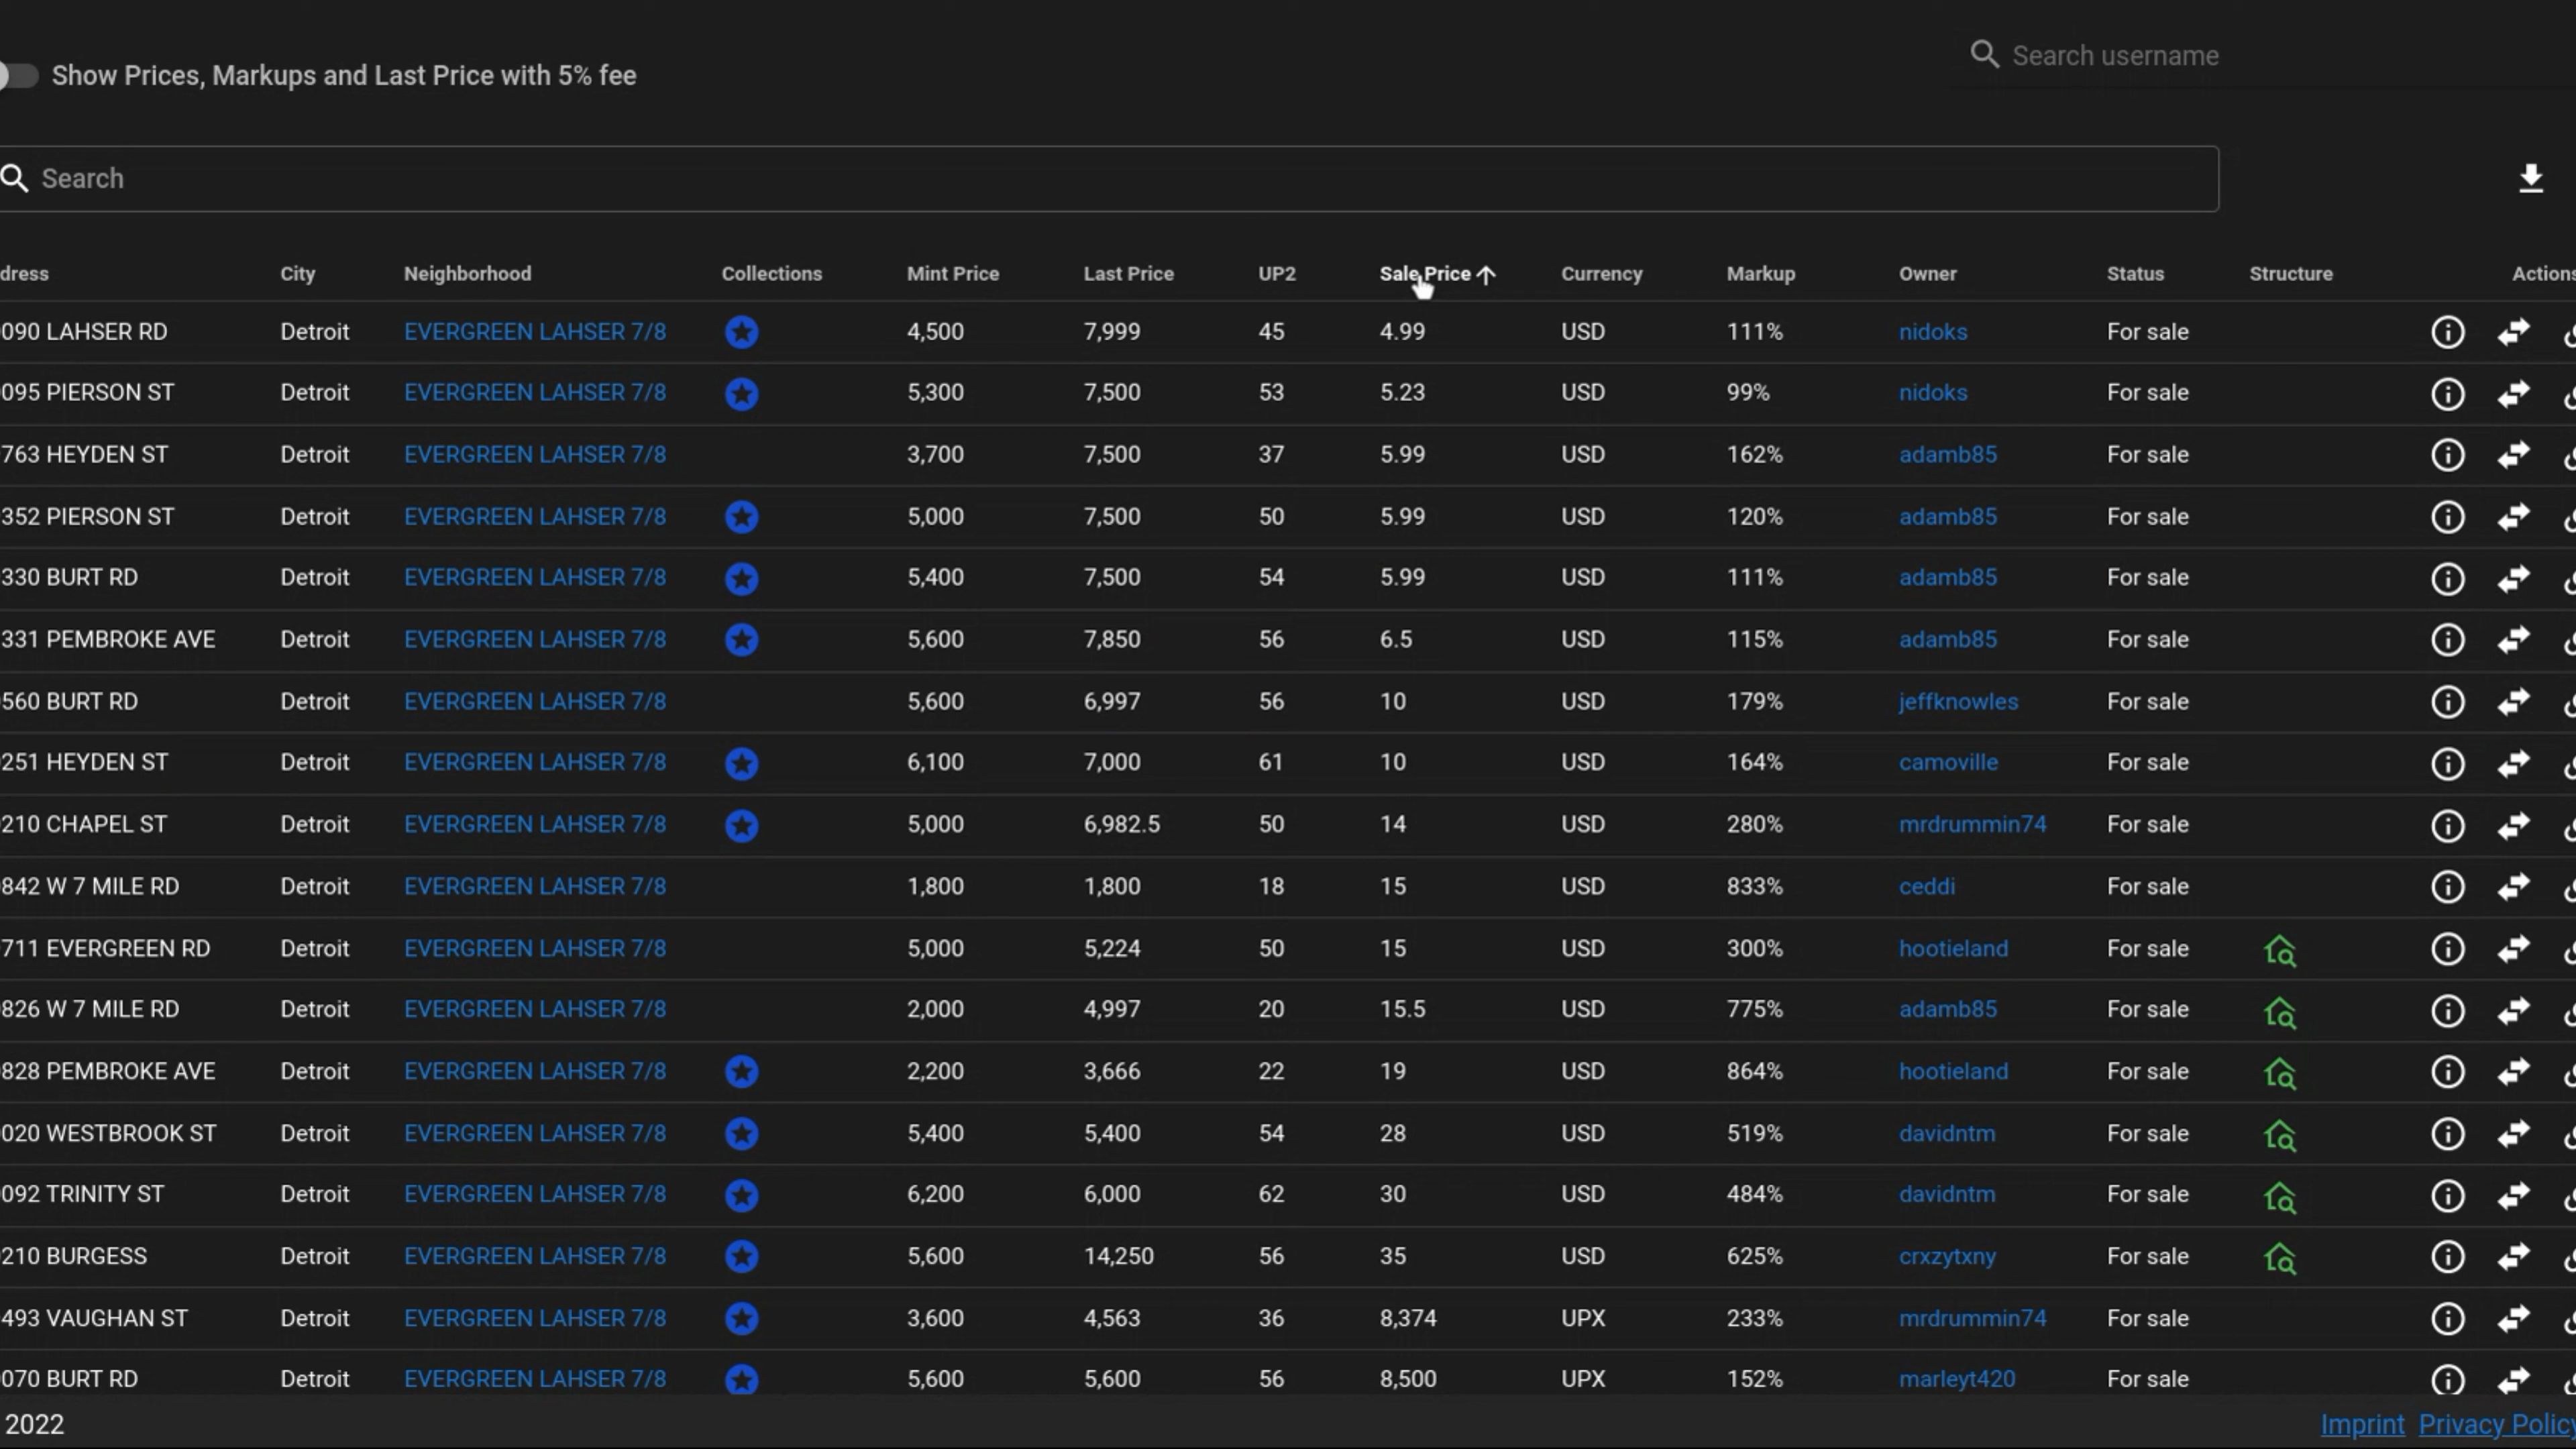 Search username
Show Prices, Markups and Last Price with 5% fee
Search
dress City Neighborhood Collections Mint Price Last Price UP2 Sale Price Currency Markup Owner Status Structure Actions
090 LAHSER RD Detroit EVERGREEN LAHSER 7/8 4,500 7,999 45 4.99 USD 111% nidoks For sale
095 PIERSON ST Detroit EVERGREEN LAHSER 7/8 5,300 7,500 53 5.23 USD 99% nidoks For sale
763 HEYDEN ST Detroit EVERGREEN LAHSER 7/8 3,700 7,500 37 5.99 USD 162% adamb85 For sale
352 PIERSON ST Detroit EVERGREEN LAHSER 7/8 5,000 7,500 50 5.99 USD 120% adamb85 For sale
330 BURT RD Detroit EVERGREEN LAHSER 7/8 5,400 7,500 54 5.99 USD 111% adamb85 For sale
331 PEMBROKE AVE Detroit EVERGREEN LAHSER 7/8 5,600 7,850 56 6.5 USD 115% adamb85 For sale
560 BURT RD Detroit EVERGREEN LAHSER 7/8 5,600 6,997 56 10 USD 179% jeffknowles For sale
251 HEYDEN ST Detroit EVERGREEN LAHSER 7/8 6,100 7,000 61 10 USD 164% camoville For sale
210 CHAPEL ST Detroit EVERGREEN LAHSER 7/8 5,000 6,982.5 50 14 USD 280% mrdrummin74 For sale
842 W 7 MILE RD Detroit EVERGREEN LAHSER 7/8 1,800 1,800 18 15 USD 833% ceddi For sale
711 EVERGREEN RD Detroit EVERGREEN LAHSER 7/8 5,000 5,224 50 15 USD 300% hootieland For sale
826 W 7 MILE RD Detroit EVERGREEN LAHSER 7/8 2,000 4,997 20 15.5 USD 775% adamb85 For sale
828 PEMBROKE AVE Detroit EVERGREEN LAHSER 7/8 2,200 3,666 22 19 USD 864% hootieland For sale
020 WESTBROOK ST Detroit EVERGREEN LAHSER 7/8 5,400 5,400 54 28 USD 519% davidntm For sale
092 TRINITY ST Detroit EVERGREEN LAHSER 7/8 6,200 6,000 62 30 USD 484% davidntm For sale
210 BURGESS Detroit EVERGREEN LAHSER 7/8 5,600 14,250 56 35 USD 625% crxzytxny For sale
493 VAUGHAN ST Detroit EVERGREEN LAHSER 7/8 3,600 4,563 36 8,374 UPX 233% mrdrummin74 For sale
070 BURT RD Detroit EVERGREEN LAHSER 7/8 5,600 5,600 56 8,500 UPX 152% marleyt420 For sale
2022 Imprint Privacy Policy